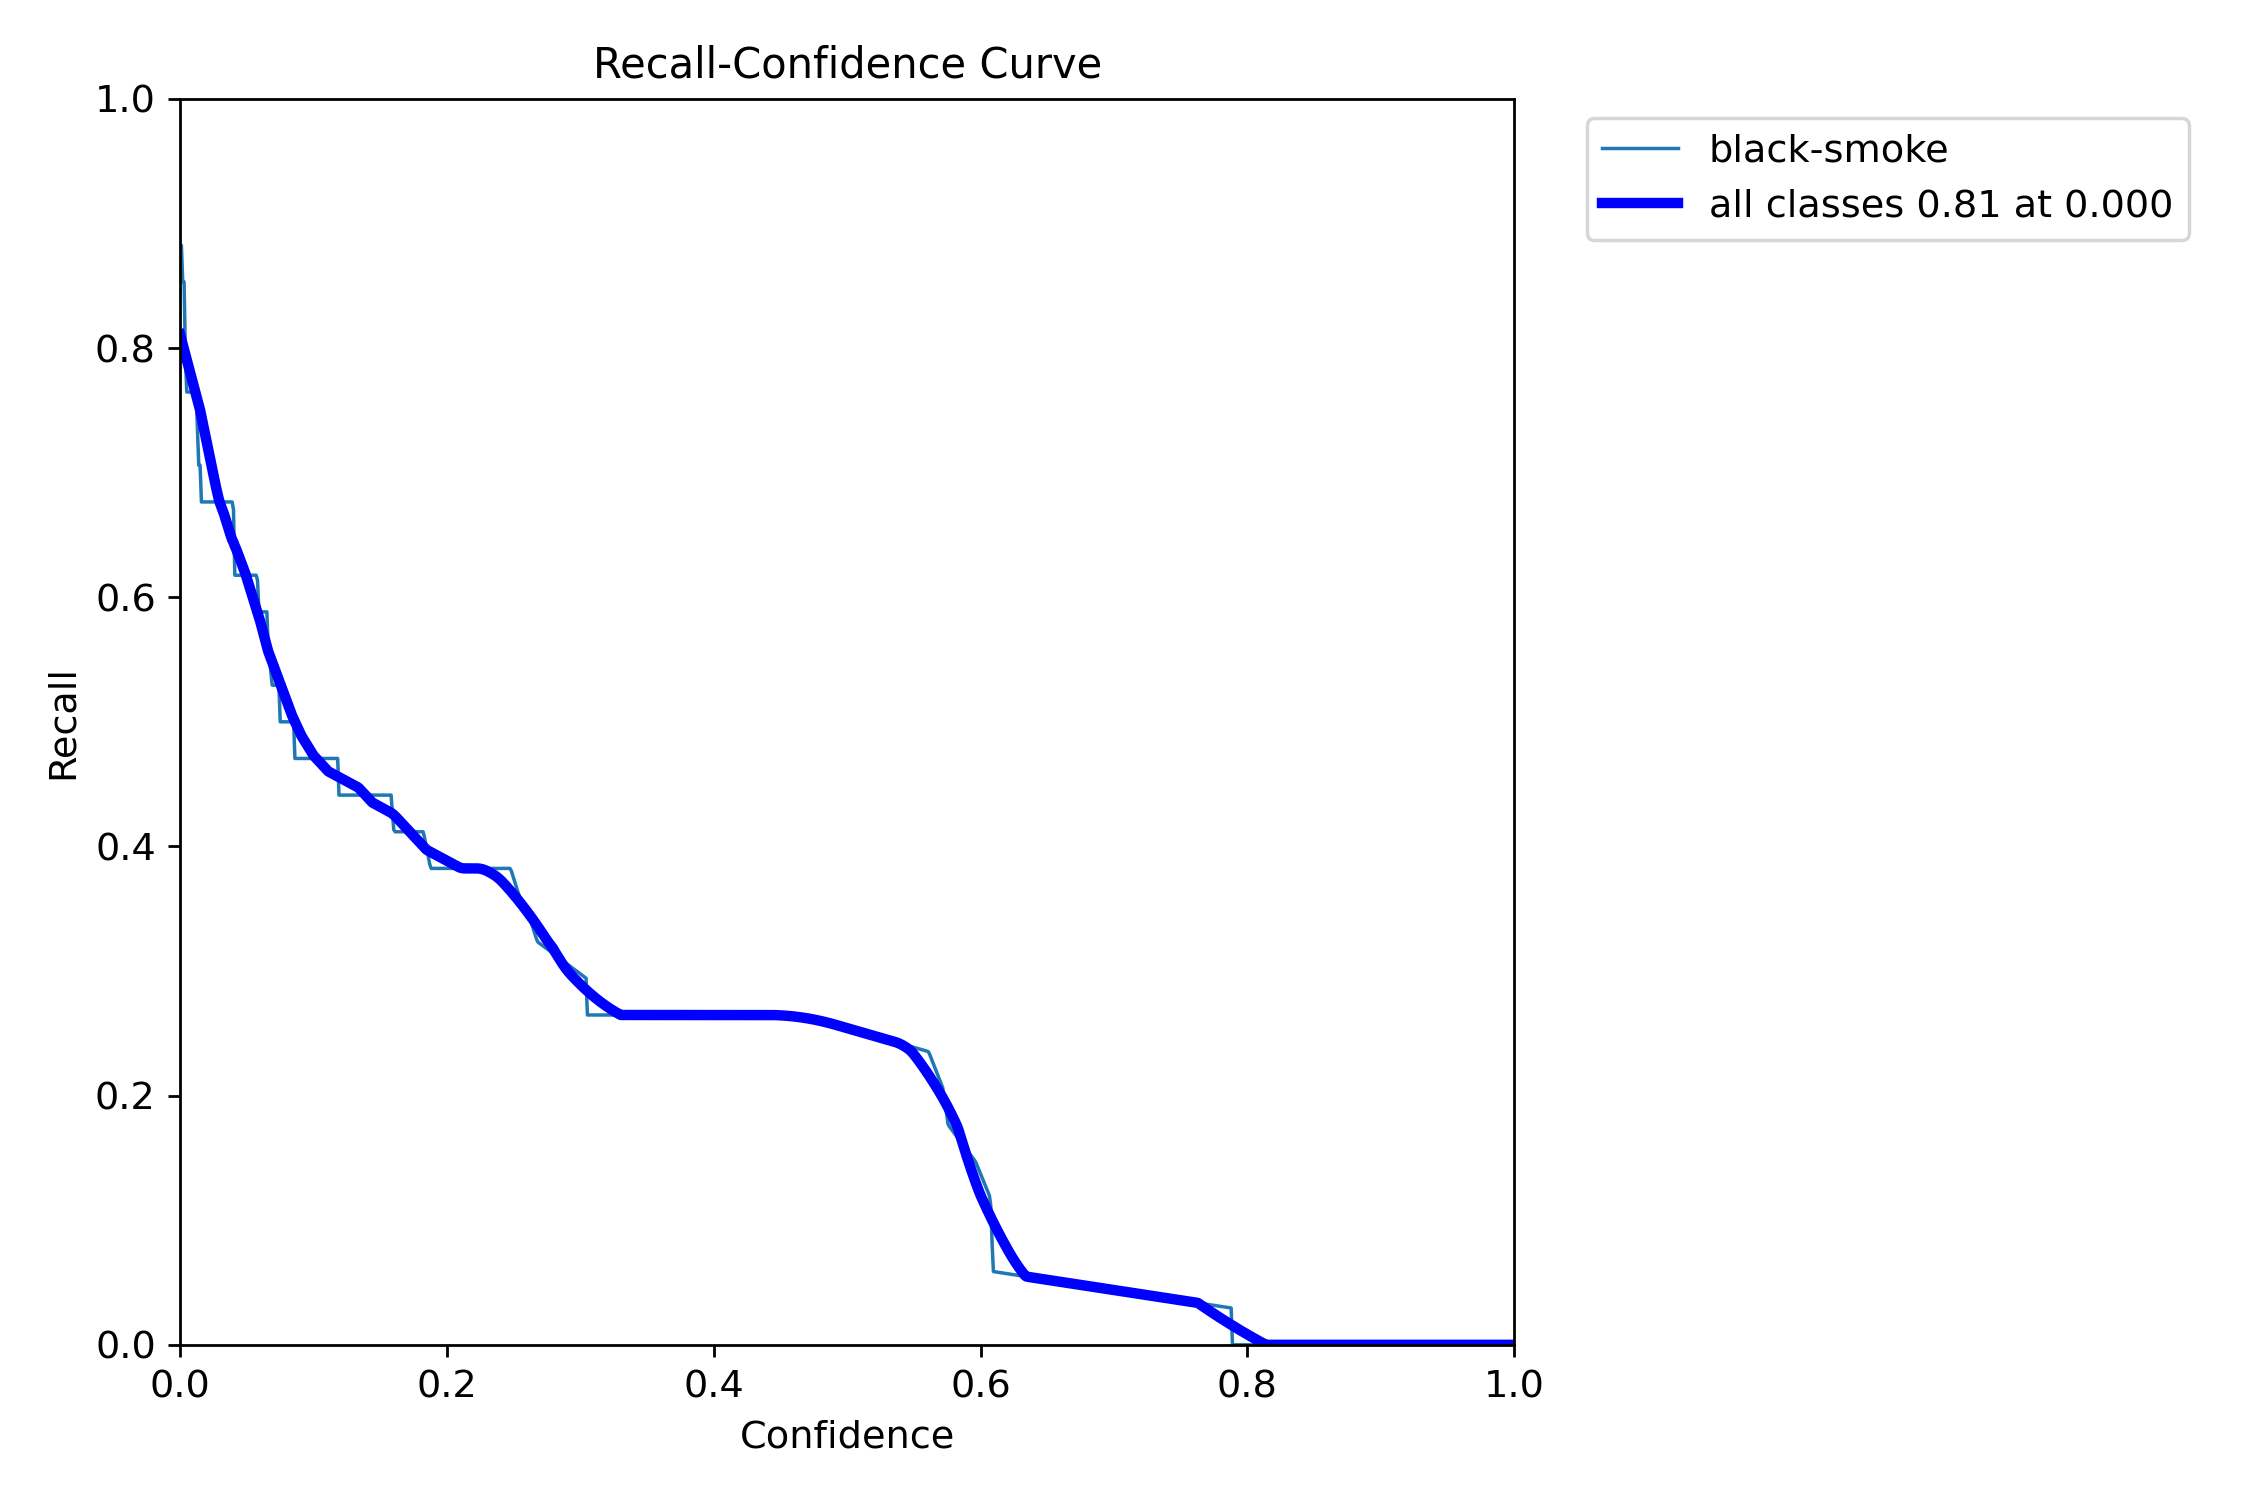 Recall-Confidence Curve
1.0
0.8
0.6
0.4
0.2
0.0
Recall
0.0 0.2 0.4 0.6 0.8 1.0
Confidence
black-smoke
all classes 0.81 at 0.000